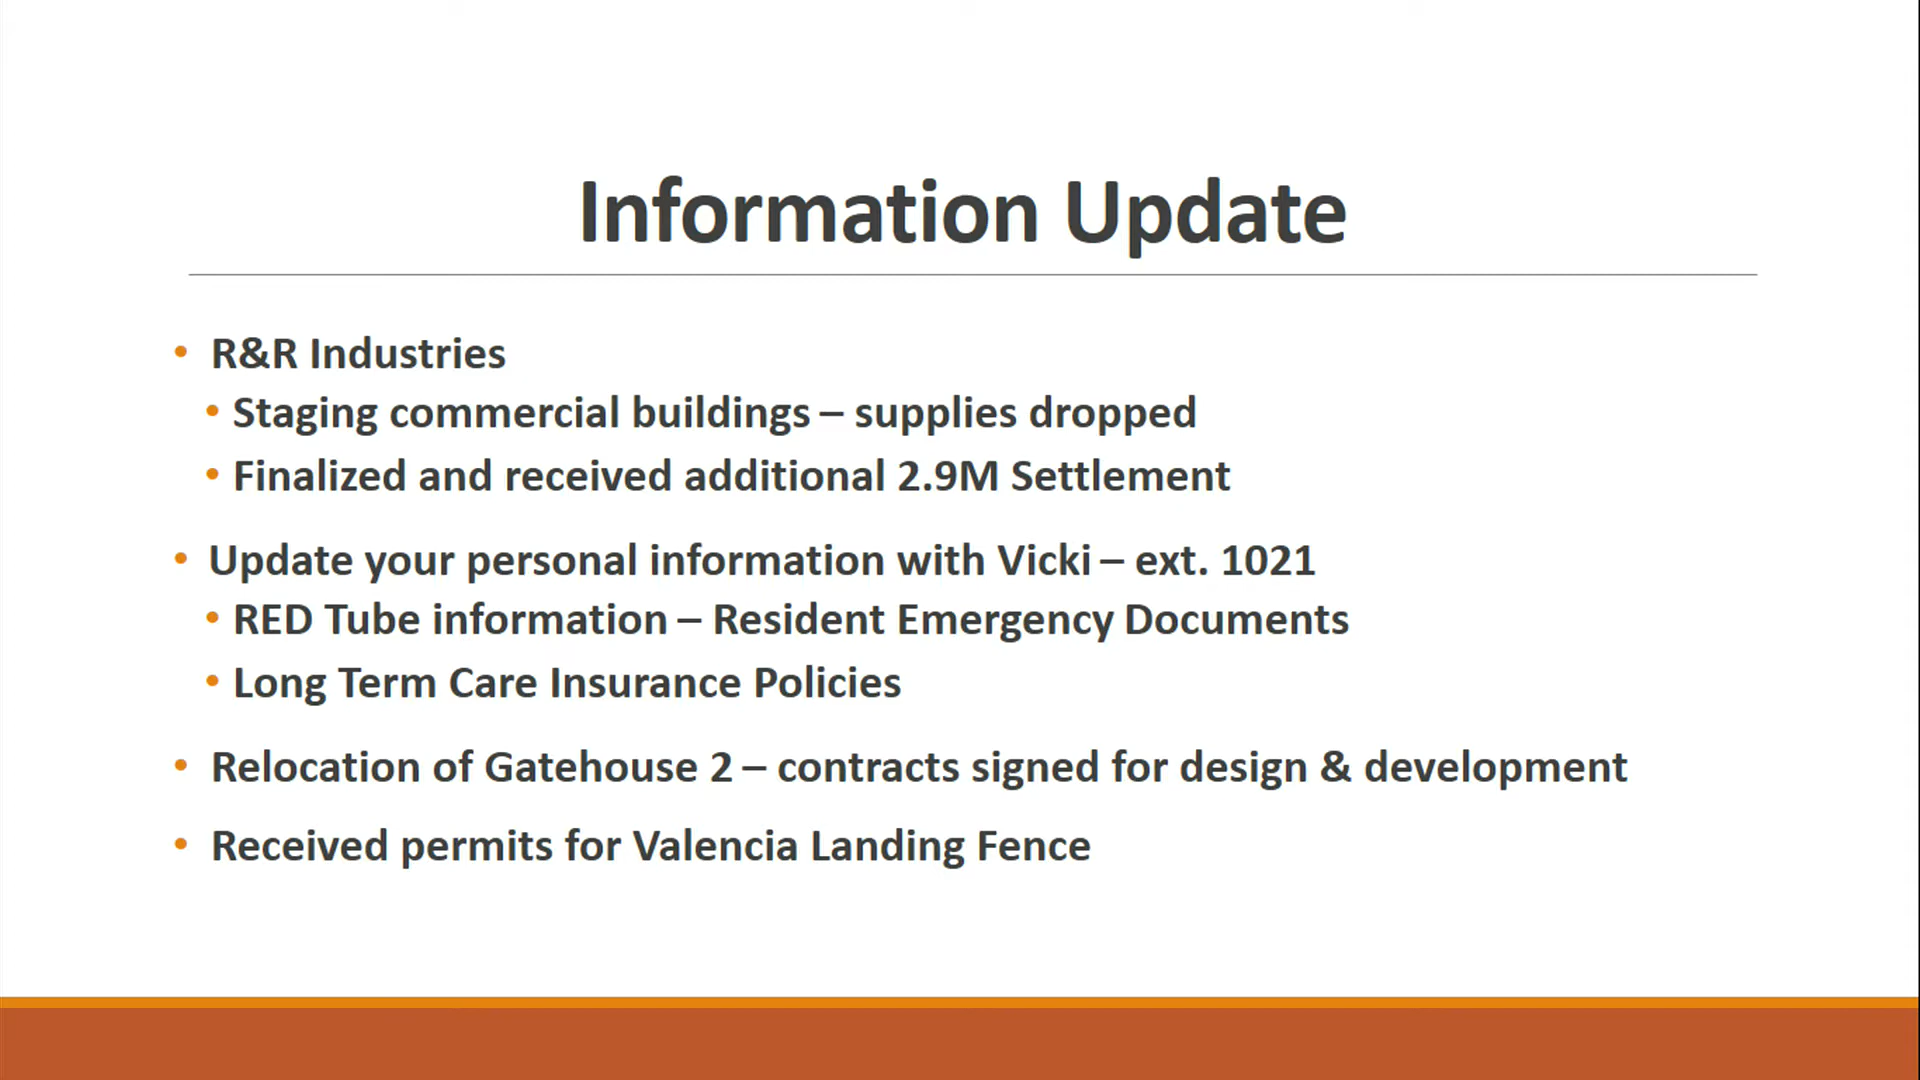 Information Update
• R&R Industries
• Staging commercial buildings – supplies dropped
• Finalized and received additional 2.9M Settlement
• Update your personal information with Vicki – ext. 1021
• RED Tube information – Resident Emergency Documents
• Long Term Care Insurance Policies
• Relocation of Gatehouse 2 – contracts signed for design & development
• Received permits for Valencia Landing Fence